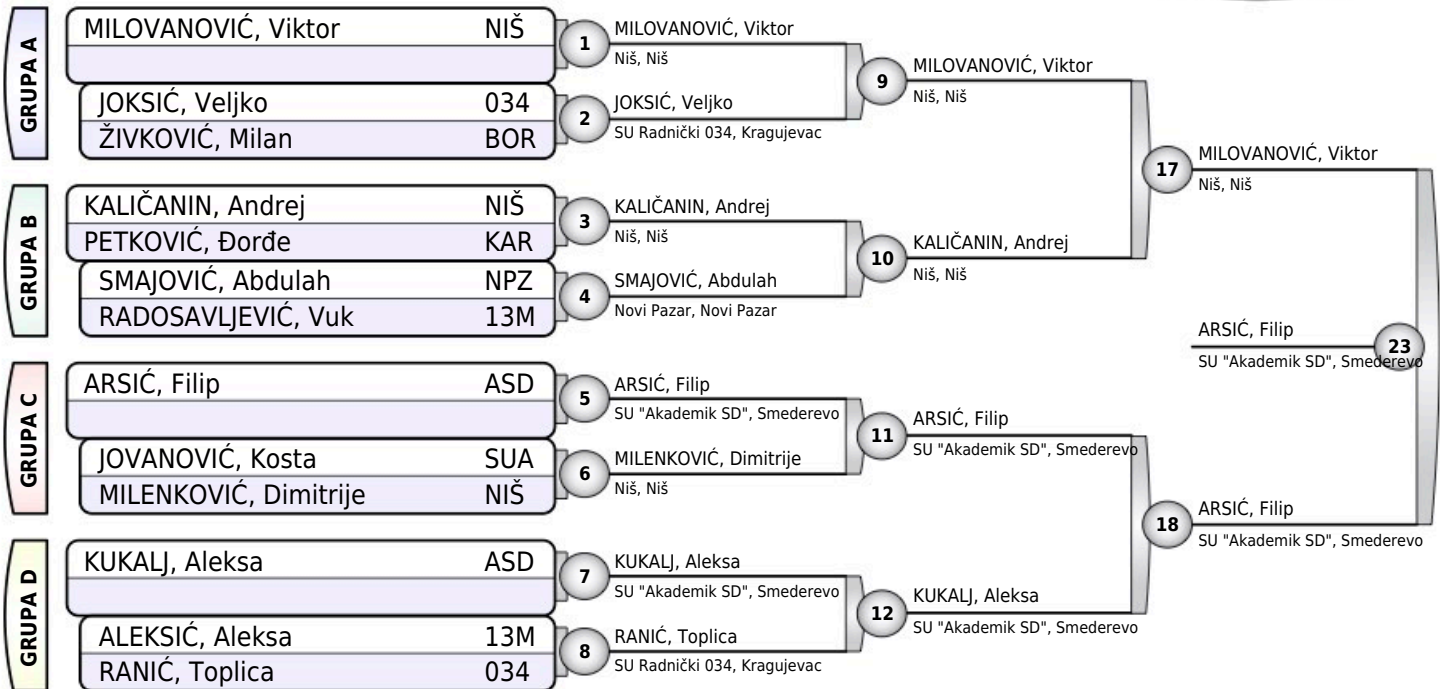 GRUPA A
MILOVANOVIĆ, Viktor NIŠ
JOKSIĆ, Veljko 034
ŽIVKOVIĆ, Milan BOR
GRUPA B
KALIČANIN, Andrej NIŠ
PETKOVIĆ, Đorđe KAR
SMAJOVIĆ, Abdulah NPZ
RADOSAVLJEVIĆ, Vuk 13M
GRUPA C
ARSIĆ, Filip ASD
JOVANOVIĆ, Kosta SUA
MILENKOVIĆ, Dimitrije NIŠ
GRUPA D
KUKALJ, Aleksa ASD
ALEKSIĆ, Aleksa 13M
RANIĆ, Toplica 034
1
MILOVANOVIĆ, Viktor
Niš, Niš
2
JOKSIĆ, Veljko
SU Radnički 034, Kragujevac
3
KALIČANIN, Andrej
Niš, Niš
4
SMAJOVIĆ, Abdulah
Novi Pazar, Novi Pazar
5
ARSIĆ, Filip
SU "Akademik SD", Smederevo
6
MILENKOVIĆ, Dimitrije
Niš, Niš
7
KUKALJ, Aleksa
SU "Akademik SD", Smederevo
8
RANIĆ, Toplica
SU Radnički 034, Kragujevac
9
MILOVANOVIĆ, Viktor
Niš, Niš
10
KALIČANIN, Andrej
Niš, Niš
11
ARSIĆ, Filip
SU "Akademik SD", Smederevo
12
KUKALJ, Aleksa
SU "Akademik SD", Smederevo
17
MILOVANOVIĆ, Viktor
Niš, Niš
18
ARSIĆ, Filip
SU "Akademik SD", Smederevo
ARSIĆ, Filip
SU "Akademik SD", Smederevo
23